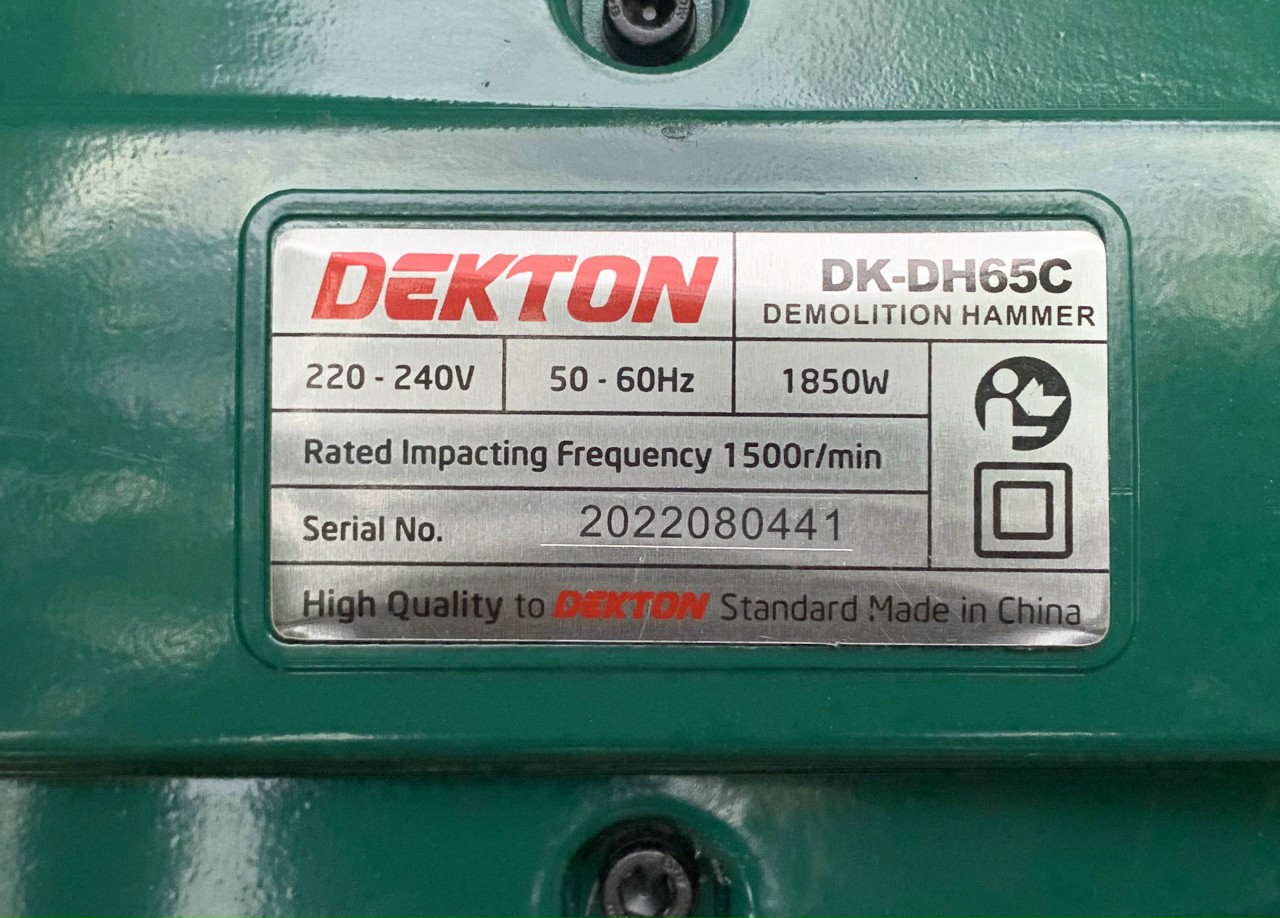 DEKTON
DK-DH65C
DEMOLITION HAMMER
220 - 240V
50 - 60Hz
1850W
Rated Impacting Frequency 1500r/min
Serial No. 2022080441
High Quality to DEKTON Standard Made in China